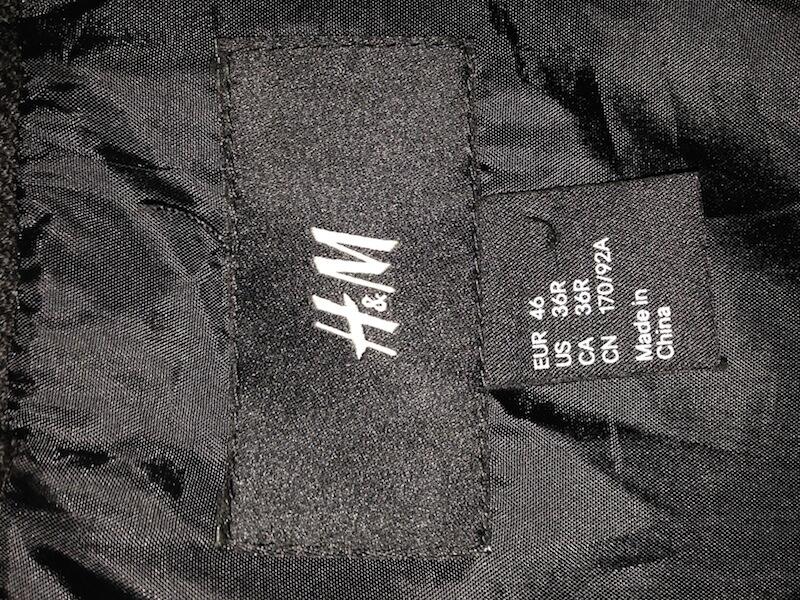 H&M
EUR 46
US 36R
CA 36R
CN 170/92A
Made in
China